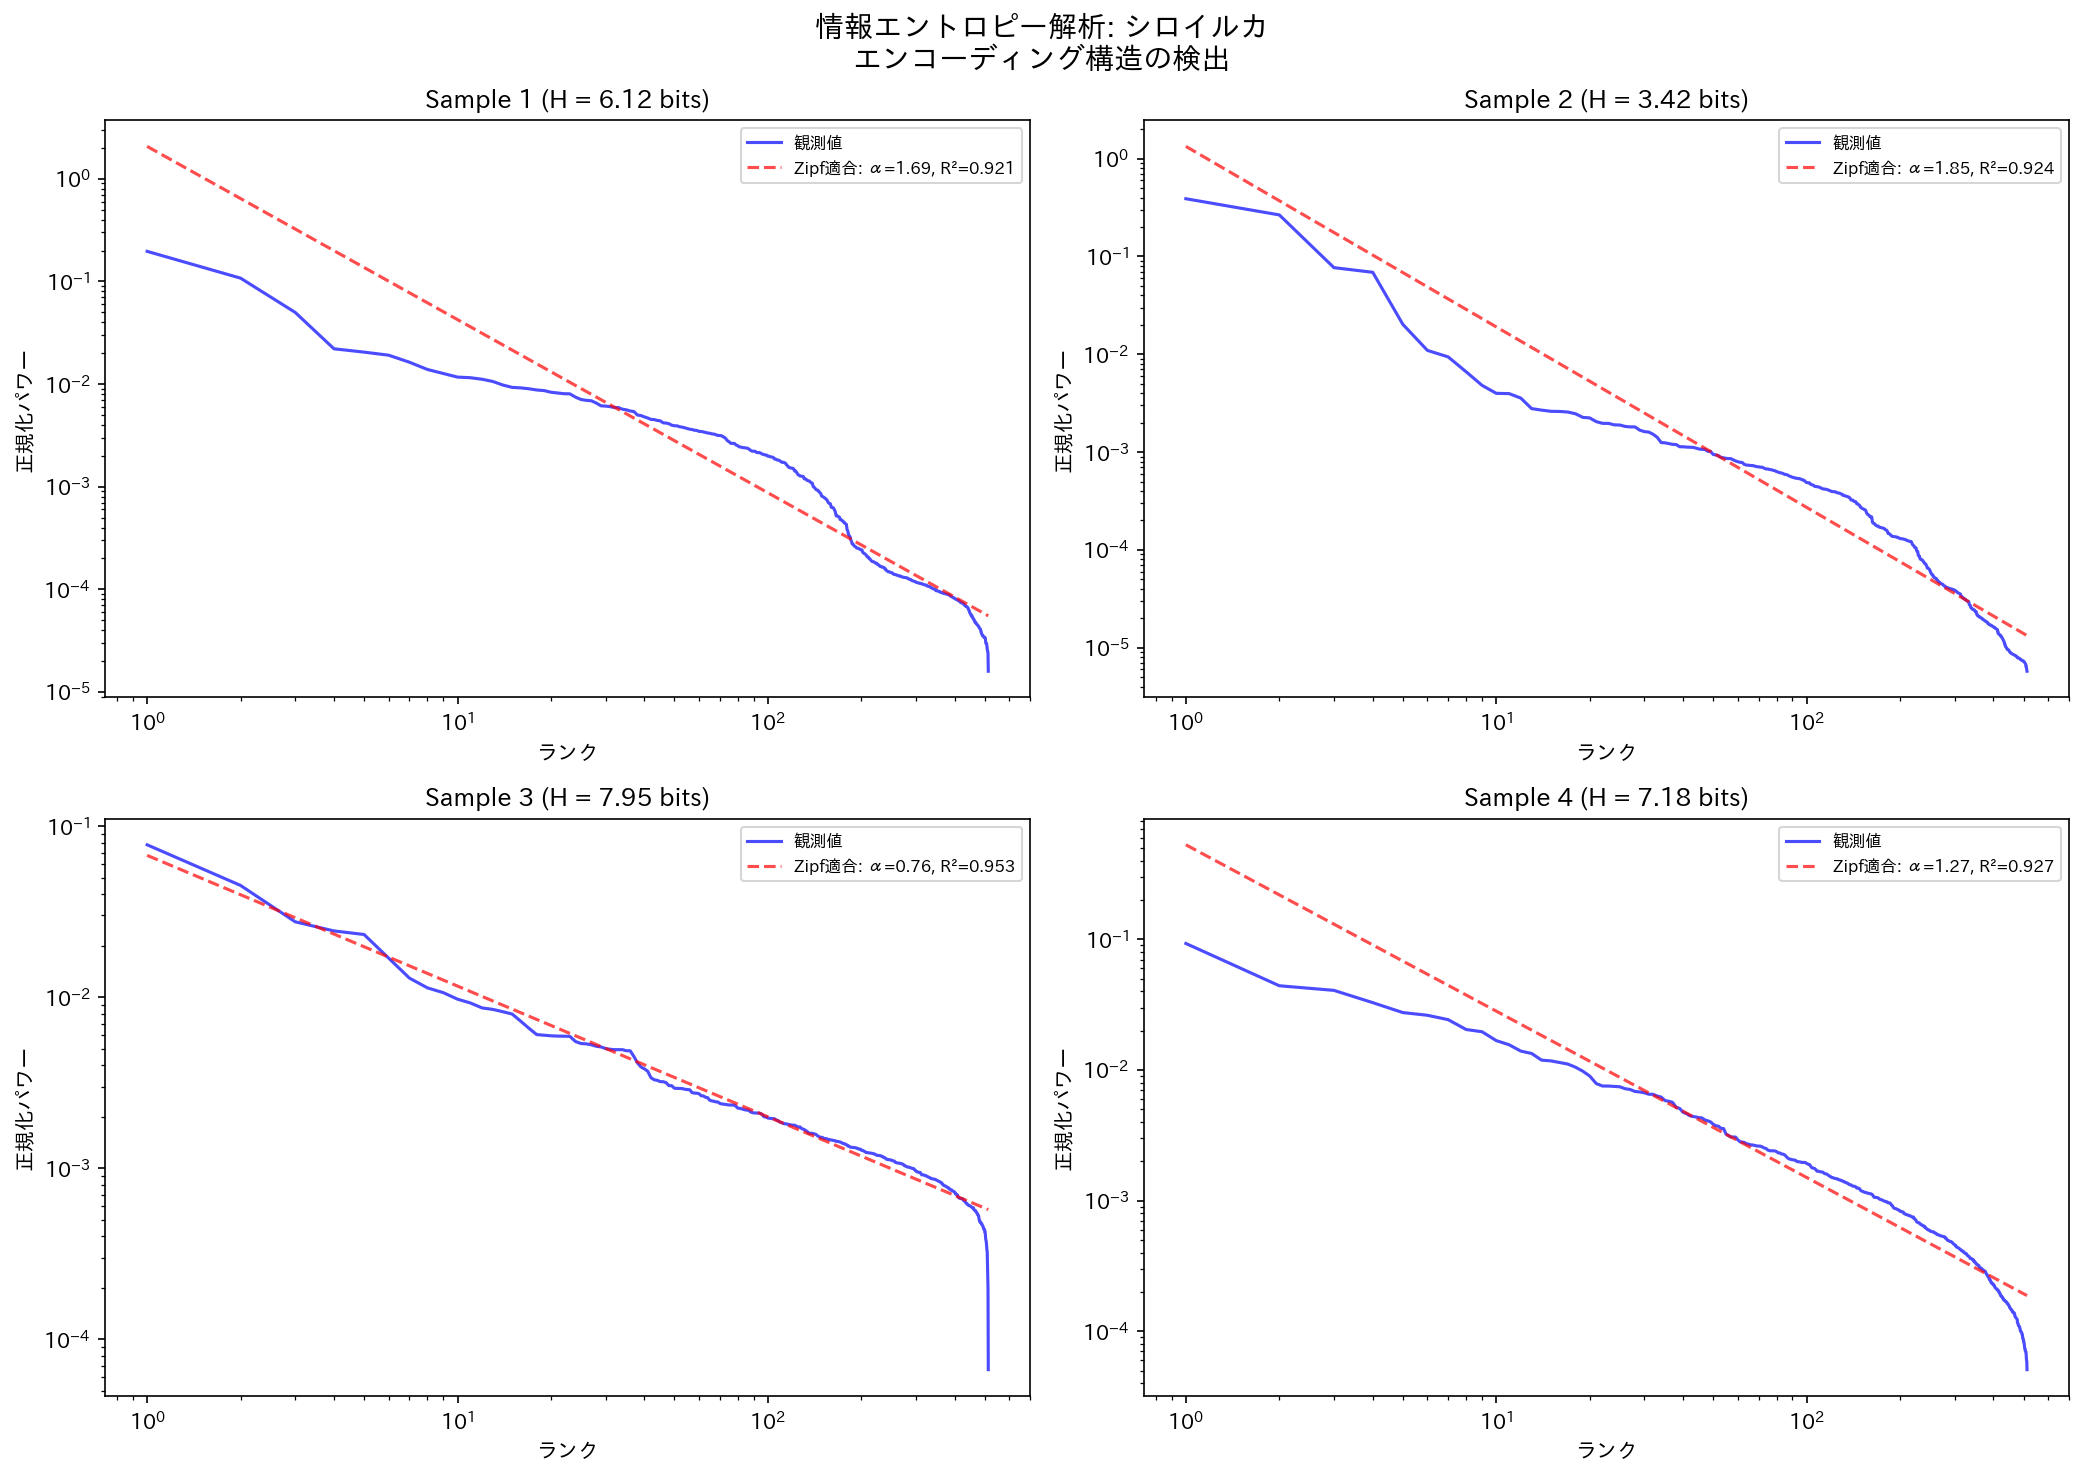 情報エントロピー解析: シロイルカ
エンコーディング構造の検出
Sample 1 (H = 6.12 bits)
観測値
Zipf適合: α=1.69, R²=0.921
正規化パワー
10⁰
10⁻¹
10⁻²
10⁻³
10⁻⁴
10⁻⁵
10⁰ 10¹ 10²
ランク
Sample 2 (H = 3.42 bits)
観測値
Zipf適合: α=1.85, R²=0.924
正規化パワー
10⁰
10⁻¹
10⁻²
10⁻³
10⁻⁴
10⁻⁵
10⁰ 10¹ 10²
ランク
Sample 3 (H = 7.95 bits)
観測値
Zipf適合: α=0.76, R²=0.953
正規化パワー
10⁻¹
10⁻²
10⁻³
10⁻⁴
10⁰ 10¹ 10²
ランク
Sample 4 (H = 7.18 bits)
観測値
Zipf適合: α=1.27, R²=0.927
正規化パワー
10⁻¹
10⁻²
10⁻³
10⁻⁴
10⁰ 10¹ 10²
ランク